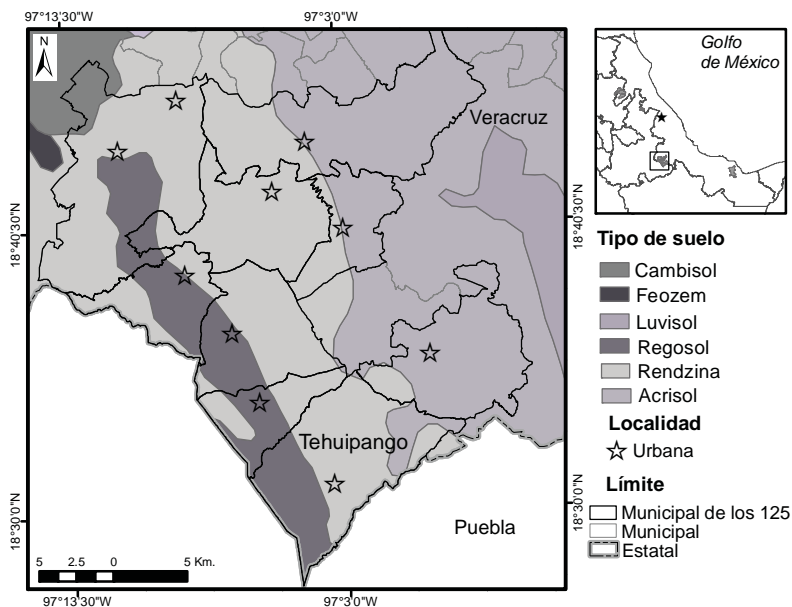 97°13'30"W
97°3'0"W
N
Veracruz
18°40'30"N
18°40'30"N
Tehuipango
18°30'0"N
18°30'0"N
Puebla
5 2.5 0 5 Km.
97°13'30"W
97°3'0"W
Golfo
de México
Tipo de suelo
Cambisol
Feozem
Luvisol
Regosol
Rendzina
Acrisol
Localidad
Urbana
Límite
Municipal de los 125
Municipal
Estatal